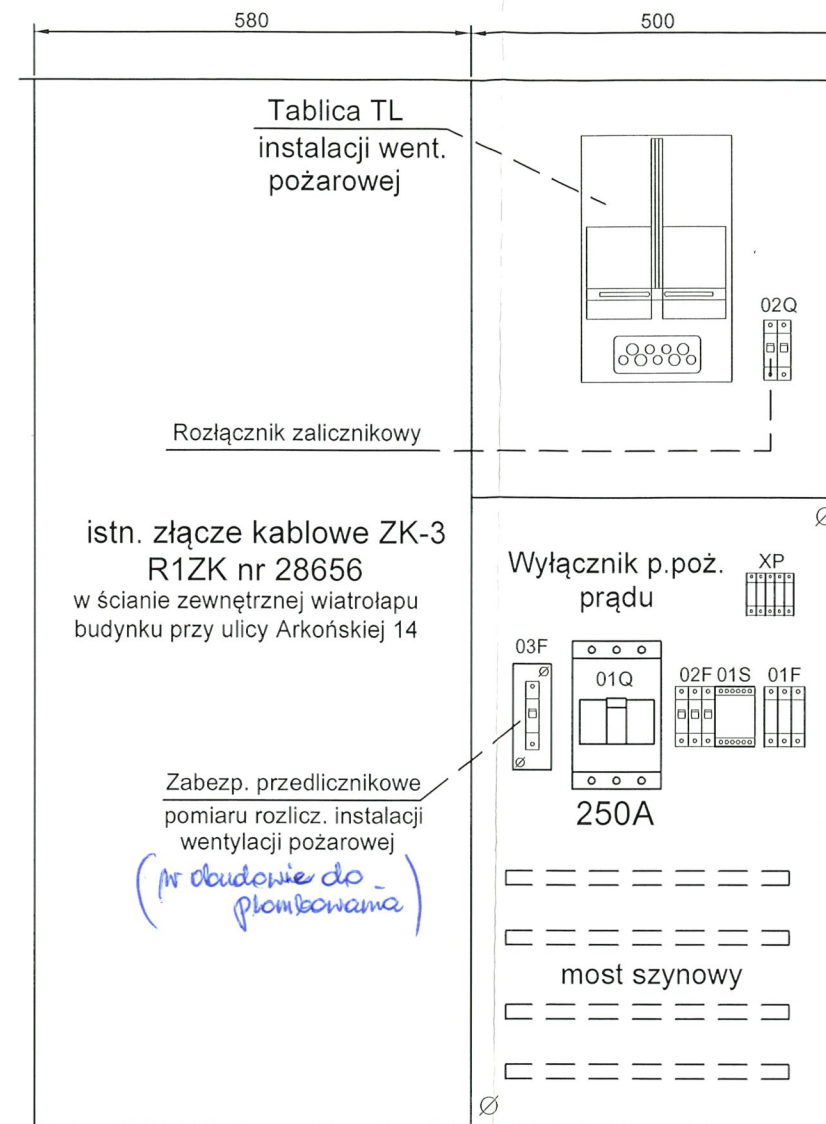 580
500
Tablica TL
instalacji went.
pożarowej
02Q
Rozłącznik zalicznikowy
istn. złącze kablowe ZK-3
R1ZK nr 28656
w ścianie zewnętrznej wiatrołapu
budynku przy ulicy Arkońskiej 14
Wyłącznik p.poż.
prądu
XP
03F
01Q
02F 01S 01F
250A
Zabezp. przedlicznikowe
pomiaru rozlicz. instalacji
wentylacji pożarowej
(w obudowie do
plombowania)
most szynowy